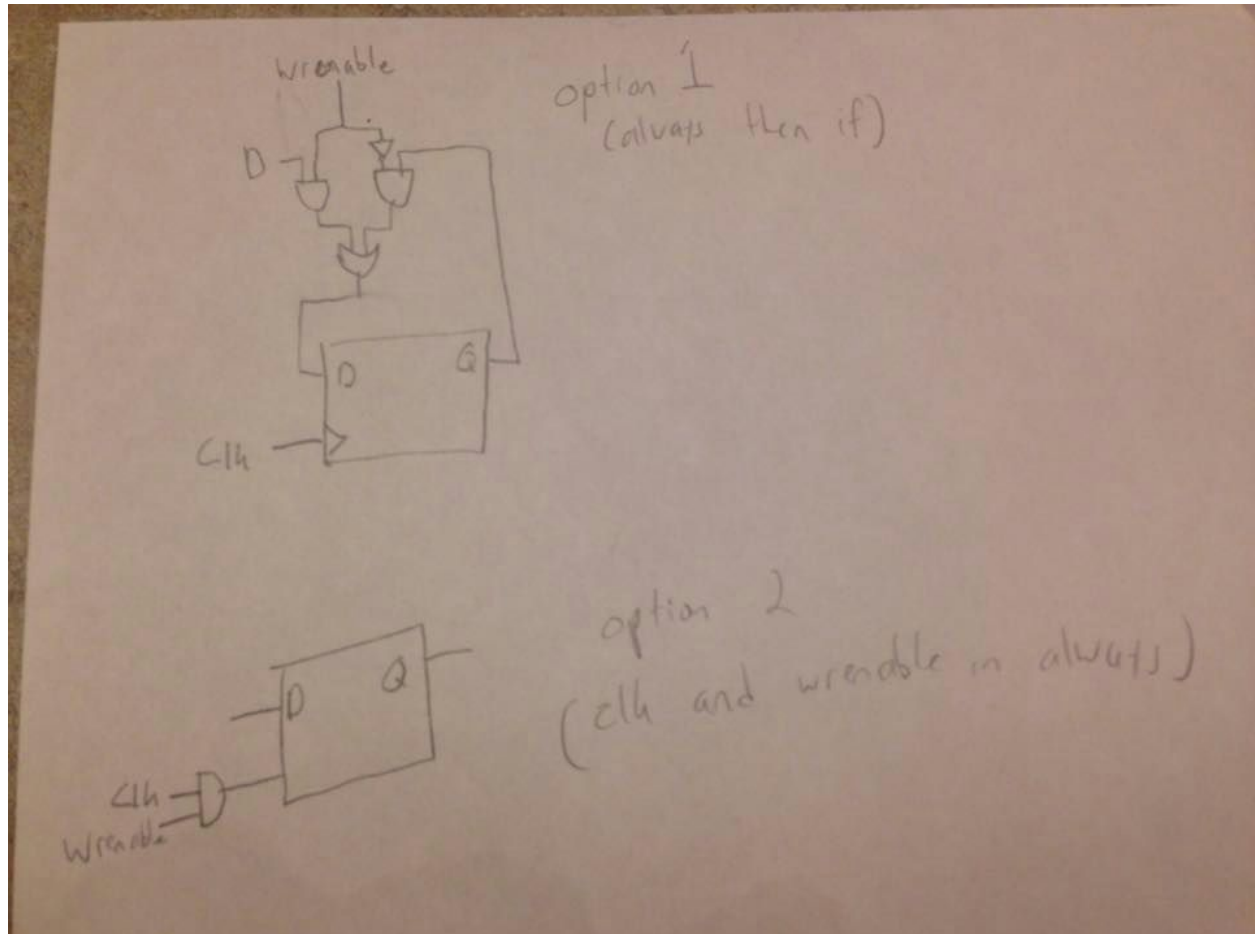 wrenable
option 1
(always then if)
D
D Q
Clk
option 2
(clk and wrenable in always)
D Q
Clk
Wrenable